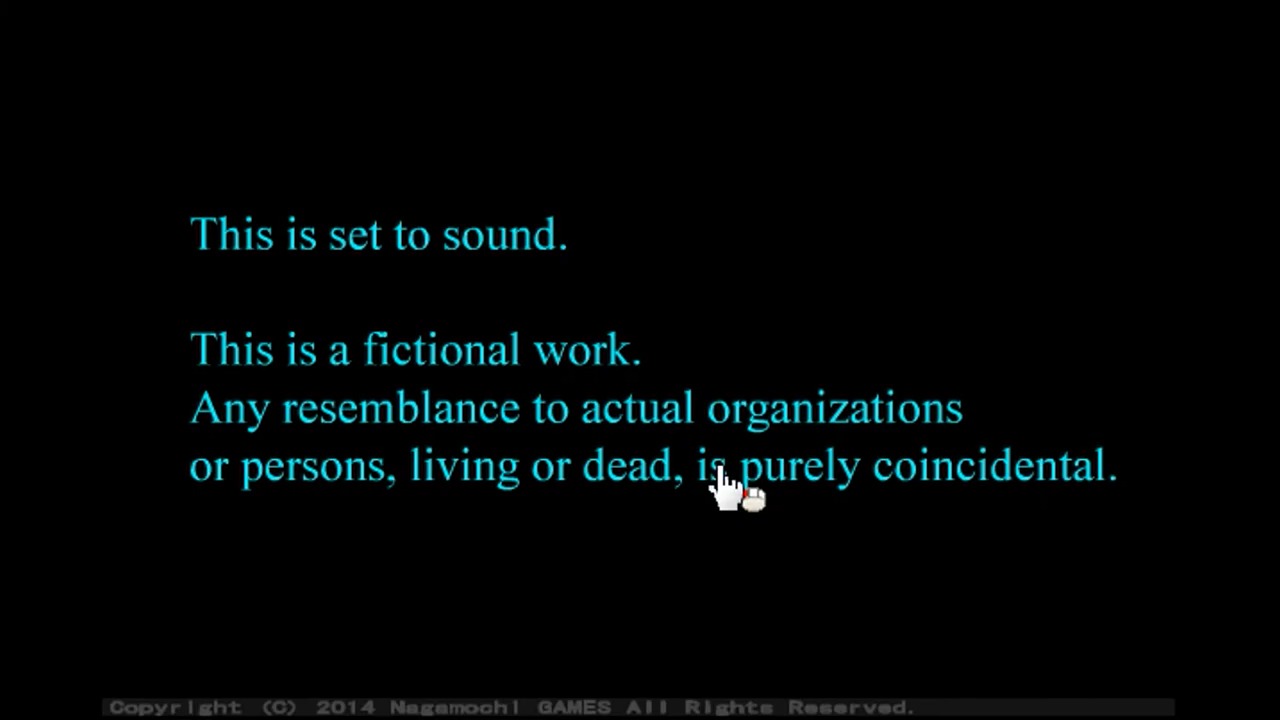 This is set to sound.
This is a fictional work.
Any resemblance to actual organizations
or persons, living or dead, is purely coincidental.
Copyright (C) 2014 Nagamochi GAMES All Rights Reserved.